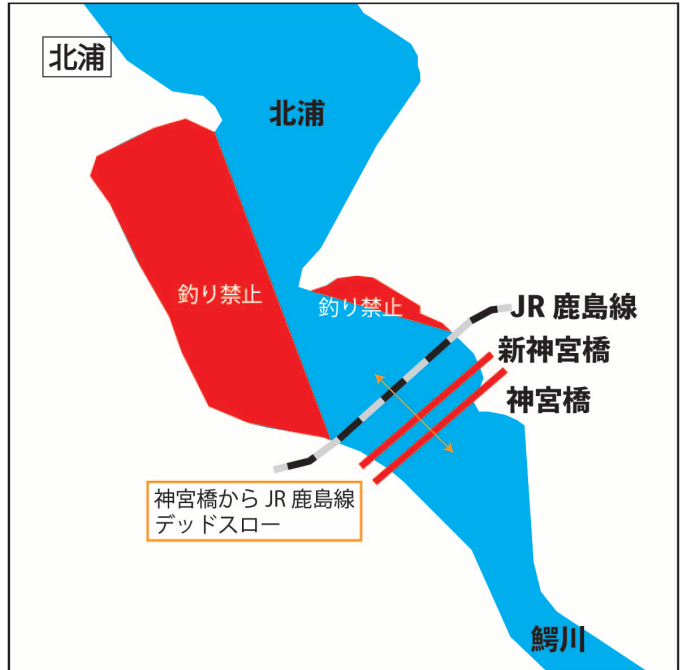 北浦
北浦
釣り禁止
釣り禁止
JR 鹿島線
新神宮橋
神宮橋
神宮橋から JR 鹿島線
デッドスロー
鰐川